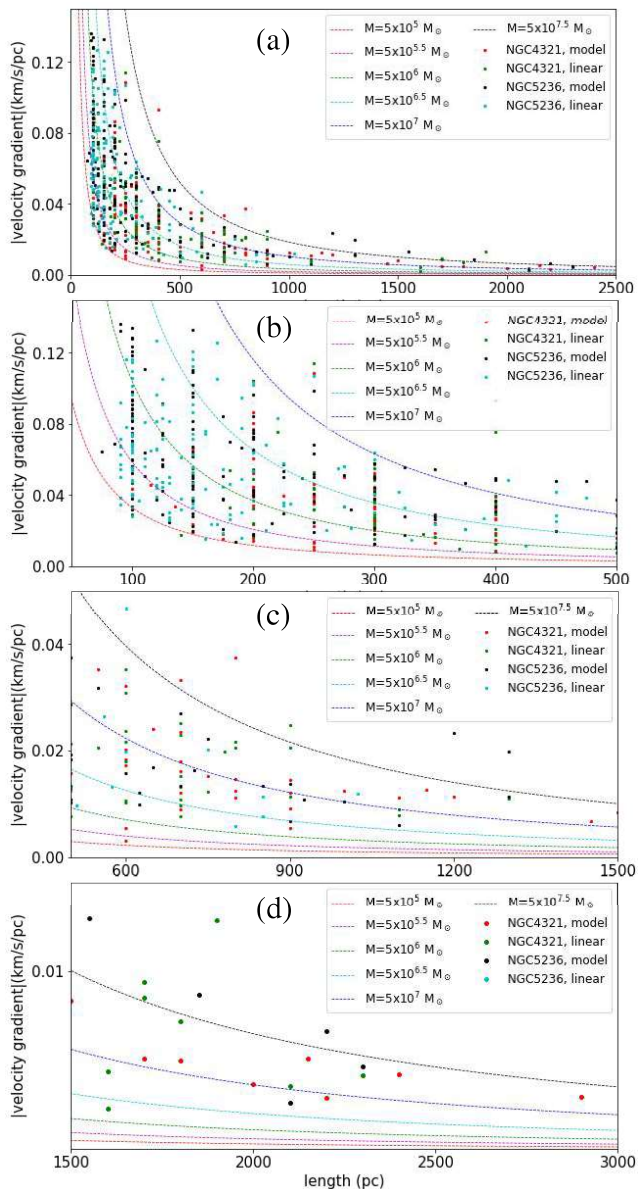 (a)
M=5x10^5 M⊙
M=5x10^5.5 M⊙
M=5x10^6 M⊙
M=5x10^6.5 M⊙
M=5x10^7 M⊙
M=5x10^7.5 M⊙
NGC4321, model
NGC4321, linear
NGC5236, model
NGC5236, linear
|velocity gradient|(km/s/pc)
0.12
0.08
0.04
0.00
0
500
1000
1500
2000
2500
(b)
M=5x10^5 M⊙
M=5x10^5.5 M⊙
M=5x10^6 M⊙
M=5x10^6.5 M⊙
M=5x10^7 M⊙
NGC4321, model
NGC4321, linear
NGC5236, model
NGC5236, linear
|velocity gradient|(km/s/pc)
0.12
0.08
0.04
0.00
100
200
300
400
500
(c)
M=5x10^5 M⊙
M=5x10^5.5 M⊙
M=5x10^6 M⊙
M=5x10^6.5 M⊙
M=5x10^7 M⊙
M=5x10^7.5 M⊙
NGC4321, model
NGC4321, linear
NGC5236, model
NGC5236, linear
|velocity gradient|(km/s/pc)
0.04
0.02
0.00
600
900
1200
1500
(d)
M=5x10^5 M⊙
M=5x10^5.5 M⊙
M=5x10^6 M⊙
M=5x10^6.5 M⊙
M=5x10^7 M⊙
M=5x10^7.5 M⊙
NGC4321, model
NGC4321, linear
NGC5236, model
NGC5236, linear
|velocity gradient|(km/s/pc)
0.01
1500
2000
2500
3000
length (pc)